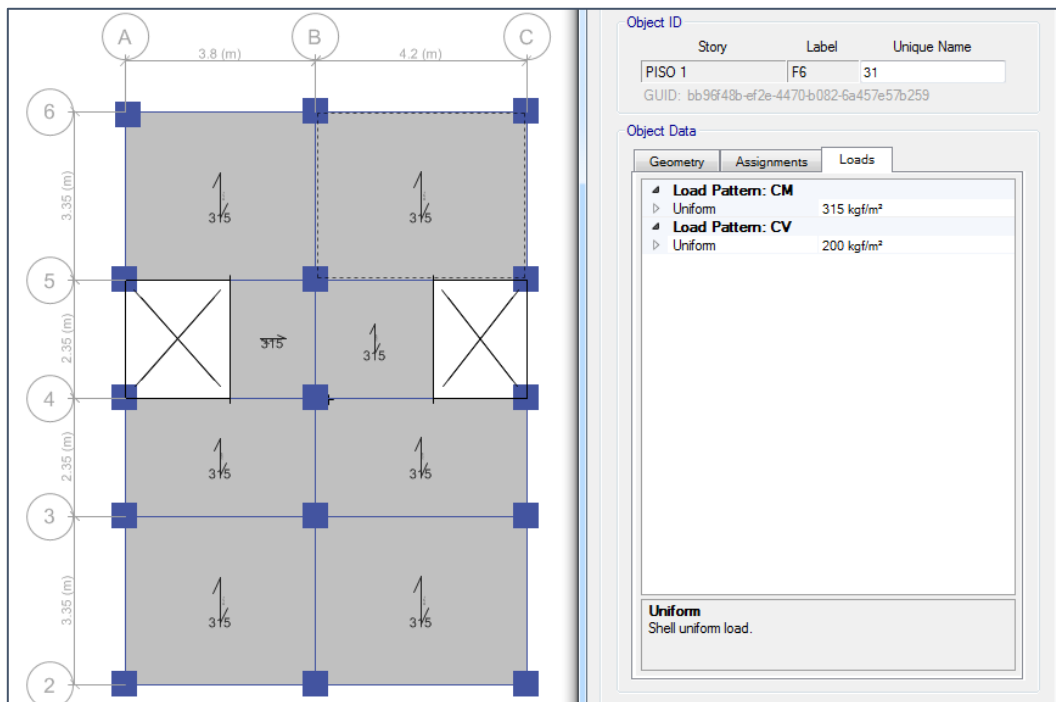 A B C
3.8 (m) 4.2 (m)
6
3.35 (m)
315 315
5
2.35 (m)
315 315
4
2.35 (m)
315 315
3
3.35 (m)
315 315
2
Object ID
Story Label Unique Name
PISO 1 F6 31
GUID: bb96f48b-ef2e-4470-b082-6a457e57b259
Object Data
Geometry Assignments Loads
Load Pattern: CM
Uniform 315 kgf/m²
Load Pattern: CV
Uniform 200 kgf/m²
Uniform
Shell uniform load.